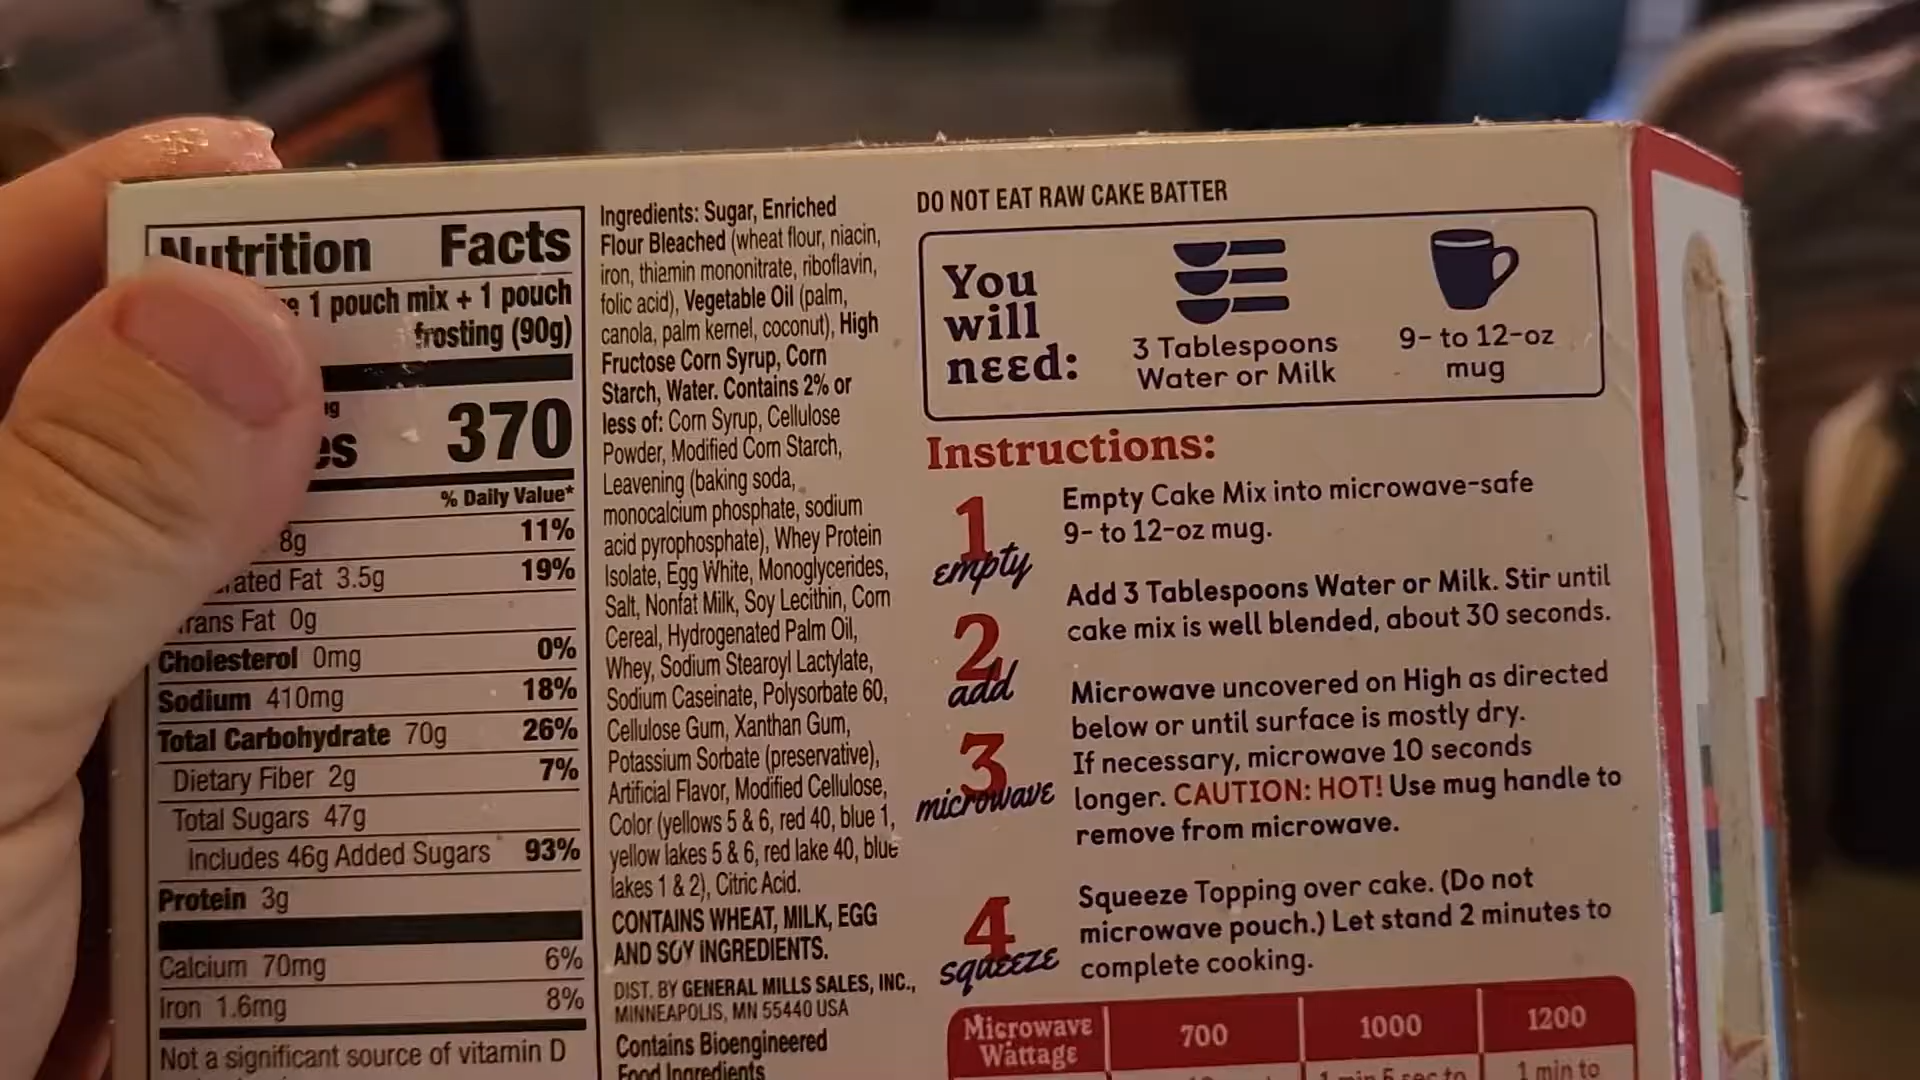 Nutrition Facts
1 pouch mix + 1 pouch
frosting (90g)
370
% Daily Value*
8g 11%
Fat 3.5g 19%
Fat 0g
Cholesterol 0mg 0%
Sodium 410mg 18%
Total Carbohydrate 70g 26%
Dietary Fiber 2g 7%
Total Sugars 47g
Includes 46g Added Sugars 93%
Protein 3g
Calcium 70mg 6%
Iron 1.6mg 8%
Not a significant source of vitamin D
Ingredients: Sugar, Enriched
Flour Bleached (wheat flour, niacin,
iron, thiamin mononitrate, riboflavin,
folic acid), Vegetable Oil (palm,
canola, palm kernel, coconut), High
Fructose Corn Syrup, Corn
Starch, Water. Contains 2% or
less of: Corn Syrup, Cellulose
Powder, Modified Corn Starch,
Leavening (baking soda,
monocalcium phosphate, sodium
acid pyrophosphate), Whey Protein
Isolate, Egg White, Monoglycerides,
Salt, Nonfat Milk, Soy Lecithin, Corn
Cereal, Hydrogenated Palm Oil,
Whey, Sodium Stearoyl Lactylate,
Sodium Caseinate, Polysorbate 60,
Cellulose Gum, Xanthan Gum,
Potassium Sorbate (preservative),
Artificial Flavor, Modified Cellulose,
Color (yellows 5 & 6, red 40, blue 1,
yellow lakes 5 & 6, red lake 40, blue
lakes 1 & 2), Citric Acid.
CONTAINS WHEAT, MILK, EGG
AND SOY INGREDIENTS.
DIST. BY GENERAL MILLS SALES, INC.,
MINNEAPOLIS, MN 55440 USA
Contains Bioengineered
Food Ingredients
DO NOT EAT RAW CAKE BATTER
You
will
need:
3 Tablespoons
Water or Milk
9- to 12-oz
mug
Instructions:
1
empty
Empty Cake Mix into microwave-safe
9- to 12-oz mug.
2
add
Add 3 Tablespoons Water or Milk. Stir until
cake mix is well blended, about 30 seconds.
3
microwave
Microwave uncovered on High as directed
below or until surface is mostly dry.
If necessary, microwave 10 seconds
longer. CAUTION: HOT! Use mug handle to
remove from microwave.
4
squeeze
Squeeze Topping over cake. (Do not
microwave pouch.) Let stand 2 minutes to
complete cooking.
Microwave
Wattage
700 1000 1200
1 min 5 sec to
1 min to